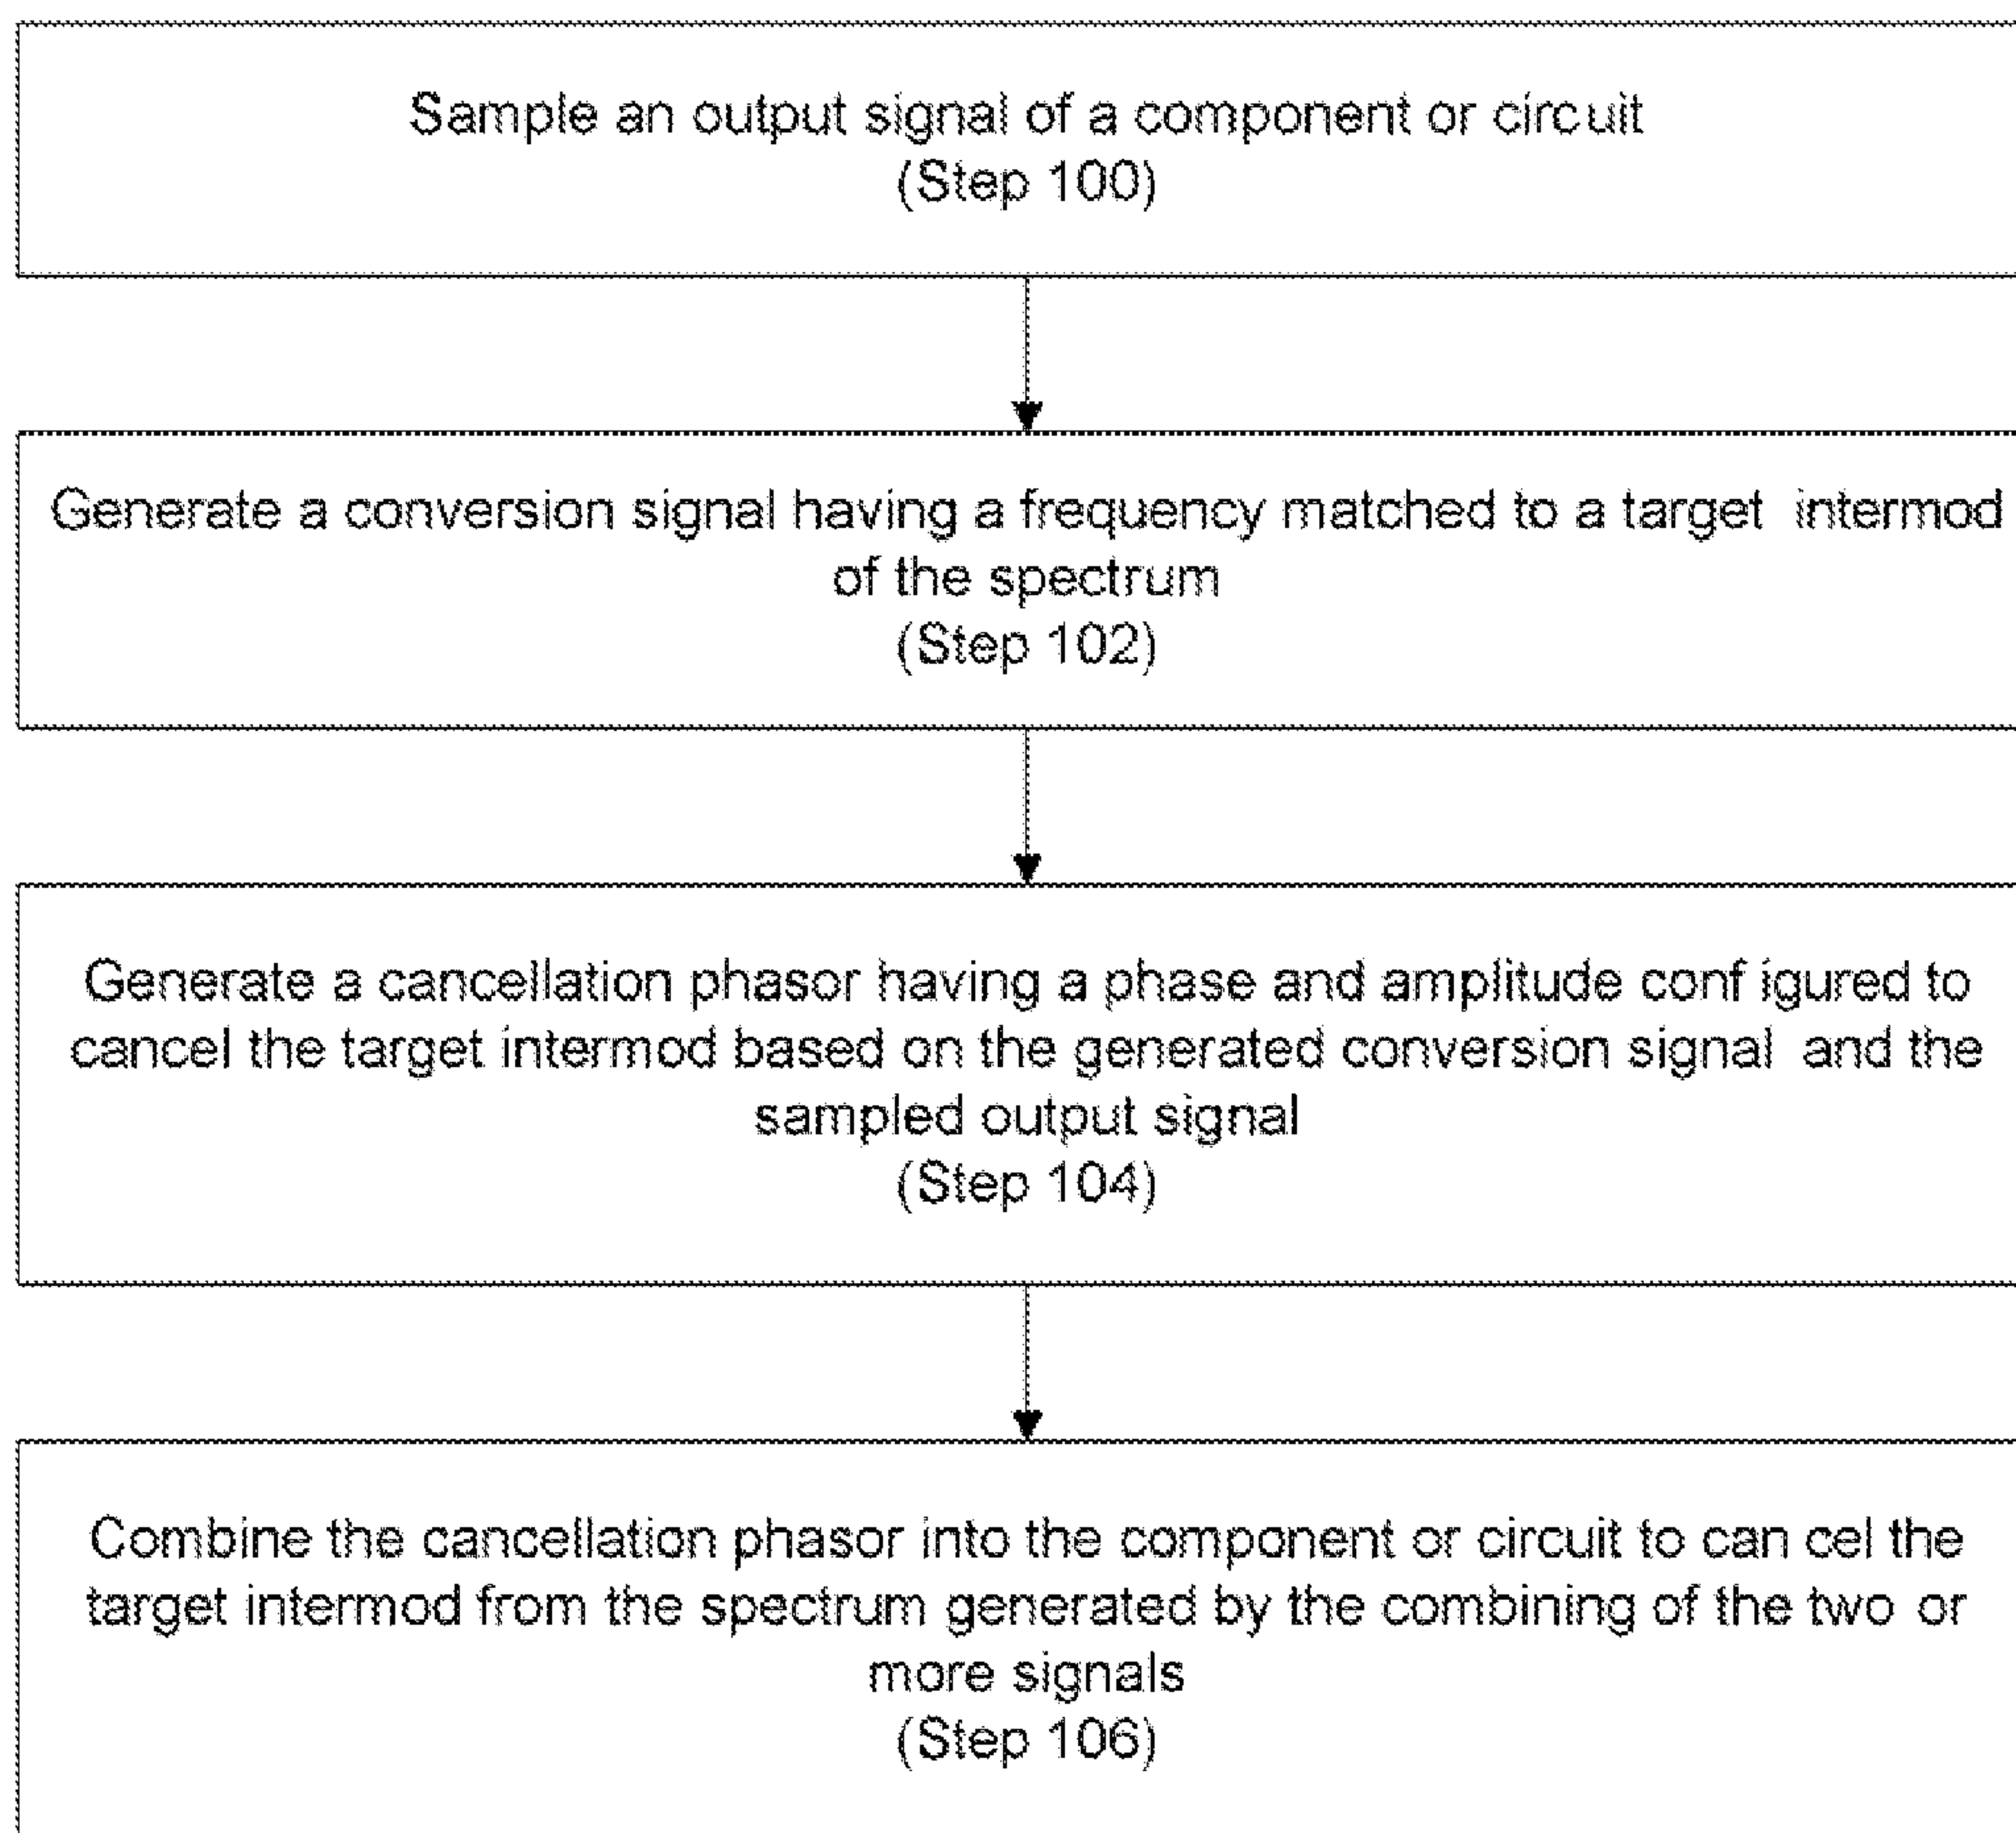 Sample an output signal of a component or circuit
(Step 100)
Generate a conversion signal having a frequency matched to a target intermod
of the spectrum
(Step 102)
Generate a cancellation phasor having a phase and amplitude conf igured to
cancel the target intermod based on the generated conversion signal and the
sampled output signal
(Step 104)
Combine the cancellation phasor into the component or circuit to can cel the
target intermod from the spectrum generated by the combining of the two or
more signals
(Step 106)